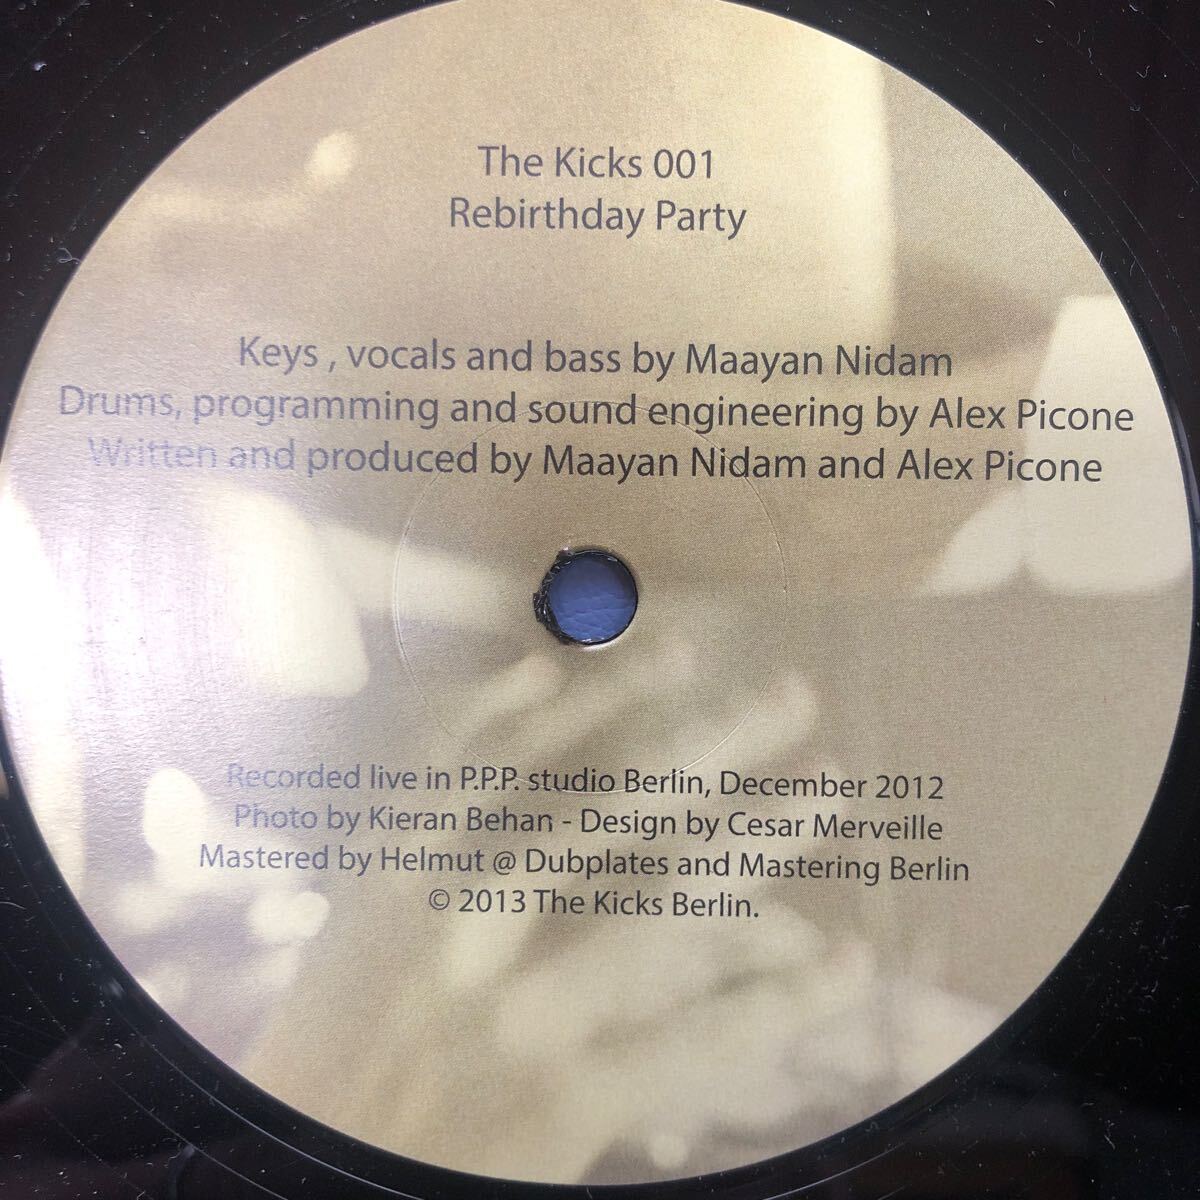 The Kicks 001
Rebirthday Party
Keys , vocals and bass by Maayan Nidam
Drums, programming and sound engineering by Alex Picone
Written and produced by Maayan Nidam and Alex Picone
Recorded live in P.P.P. studio Berlin, December 2012
Photo by Kieran Behan - Design by Cesar Merveille
Mastered by Helmut @ Dubplates and Mastering Berlin
© 2013 The Kicks Berlin.